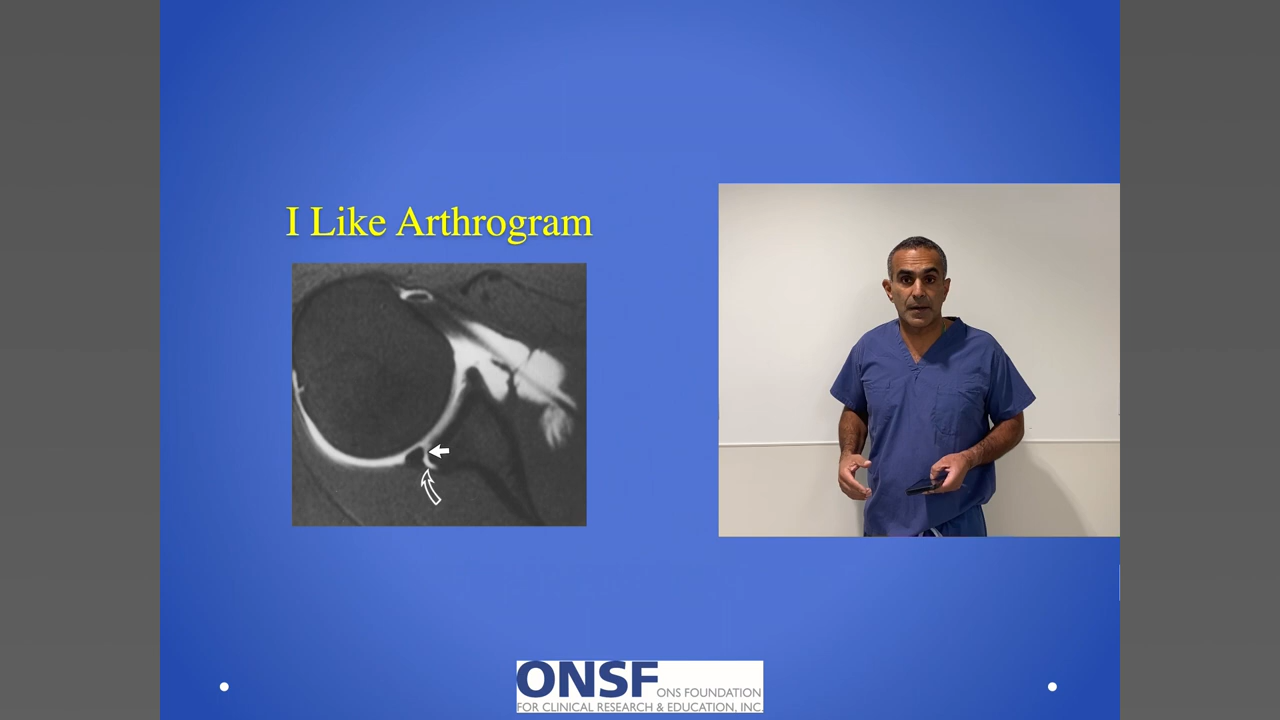 I Like Arthrogram
ONSF ONS FOUNDATION
FOR CLINICAL RESEARCH & EDUCATION, INC.